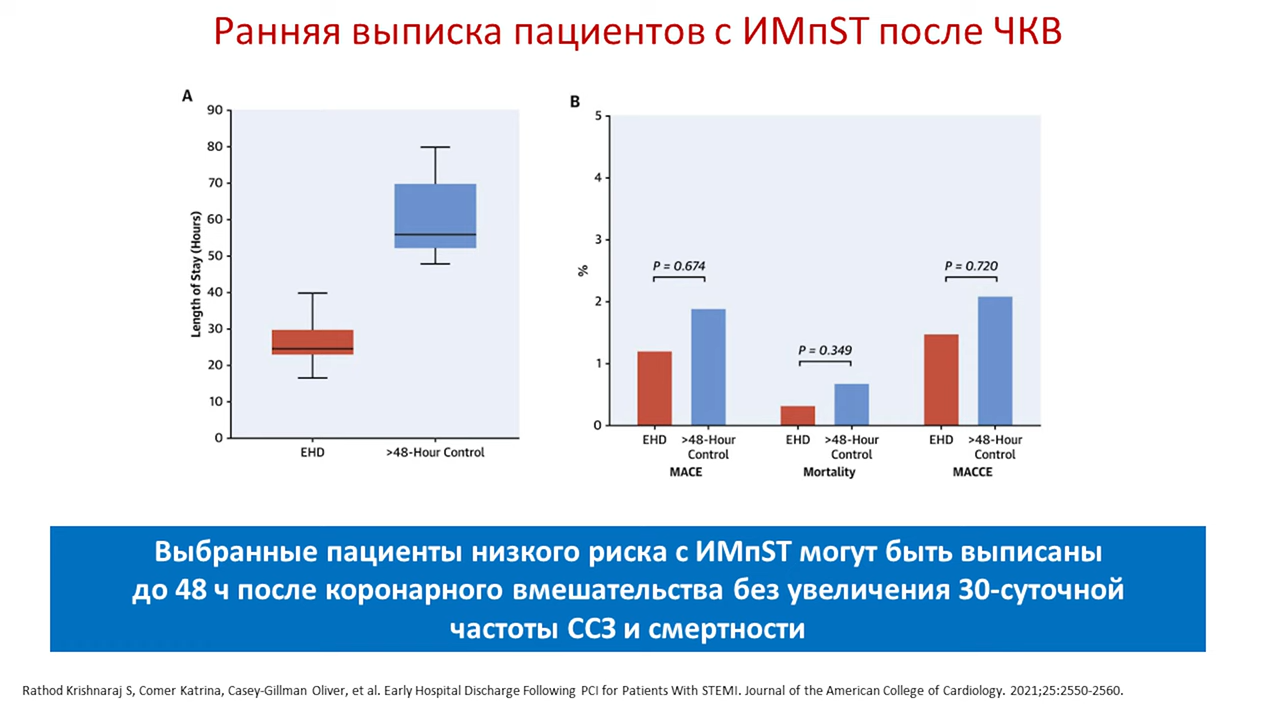 Ранняя выписка пациентов с ИМпST после ЧКВ
A
90
80
70
60
50
40
30
20
10
0
Length of Stay (Hours)
EHD
>48-Hour Control
B
5
4
3
2
1
0
%
P = 0.674
P = 0.349
P = 0.720
EHD
>48-Hour
Control
MACE
EHD
>48-Hour
Control
Mortality
EHD
>48-Hour
Control
MACCE
Выбранные пациенты низкого риска с ИМпST могут быть выписаны
до 48 ч после коронарного вмешательства без увеличения 30-суточной
частоты ССЗ и смертности
Rathod Krishnaraj S, Comer Katrina, Casey-Gillman Oliver, et al. Early Hospital Discharge Following PCI for Patients With STEMI. Journal of the American College of Cardiology. 2021;25:2550-2560.